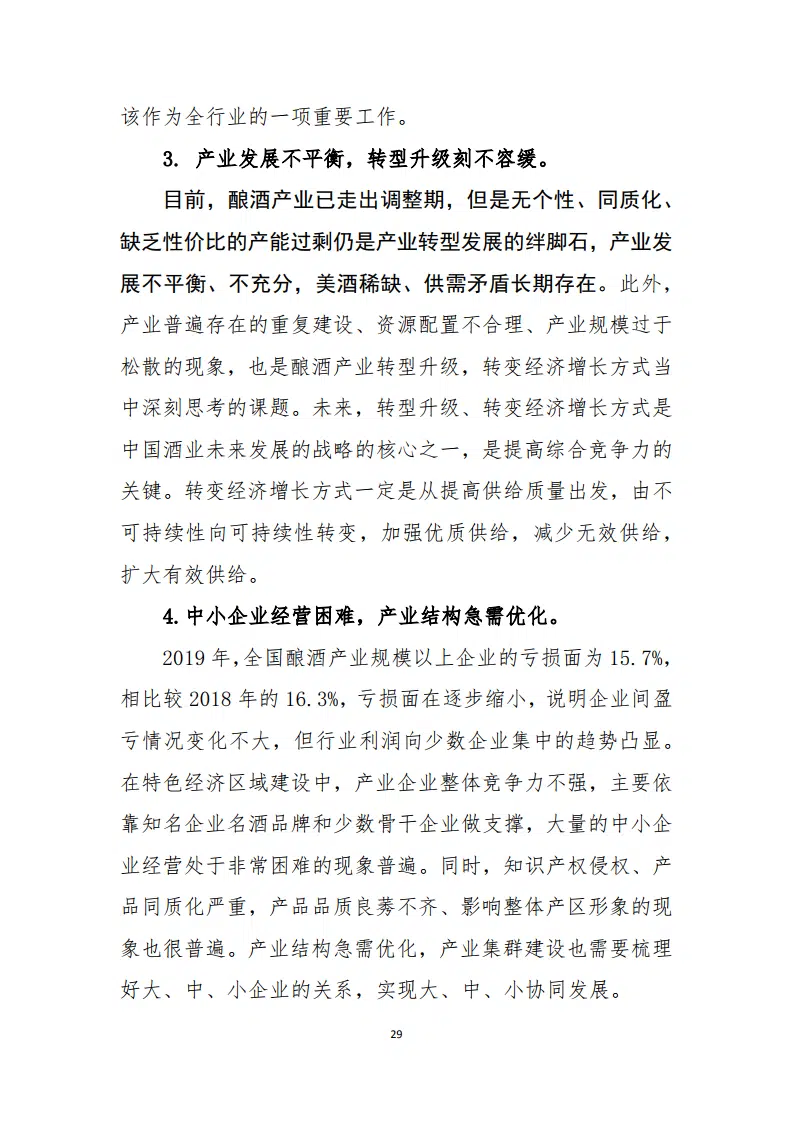 该作为全行业的一项重要工作。
3. 产业发展不平衡，转型升级刻不容缓。
目前，酿酒产业已走出调整期，但是无个性、同质化、
缺乏性价比的产能过剩仍是产业转型发展的绊脚石，产业发
展不平衡、不充分，美酒稀缺、供需矛盾长期存在。此外，
产业普遍存在的重复建设、资源配置不合理、产业规模过于
松散的现象，也是酿酒产业转型升级，转变经济增长方式当
中深刻思考的课题。未来，转型升级、转变经济增长方式是
中国酒业未来发展的战略的核心之一，是提高综合竞争力的
关键。转变经济增长方式一定是从提高供给质量出发，由不
可持续性向可持续性转变，加强优质供给，减少无效供给，
扩大有效供给。
4.中小企业经营困难，产业结构急需优化。
2019 年，全国酿酒产业规模以上企业的亏损面为 15.7%，
相比较 2018 年的 16.3%，亏损面在逐步缩小，说明企业间盈
亏情况变化不大，但行业利润向少数企业集中的趋势凸显。
在特色经济区域建设中，产业企业整体竞争力不强，主要依
靠知名企业名酒品牌和少数骨干企业做支撑，大量的中小企
业经营处于非常困难的现象普遍。同时，知识产权侵权、产
品同质化严重，产品品质良莠不齐、影响整体产区形象的现
象也很普遍。产业结构急需优化，产业集群建设也需要梳理
好大、中、小企业的关系，实现大、中、小协同发展。
29